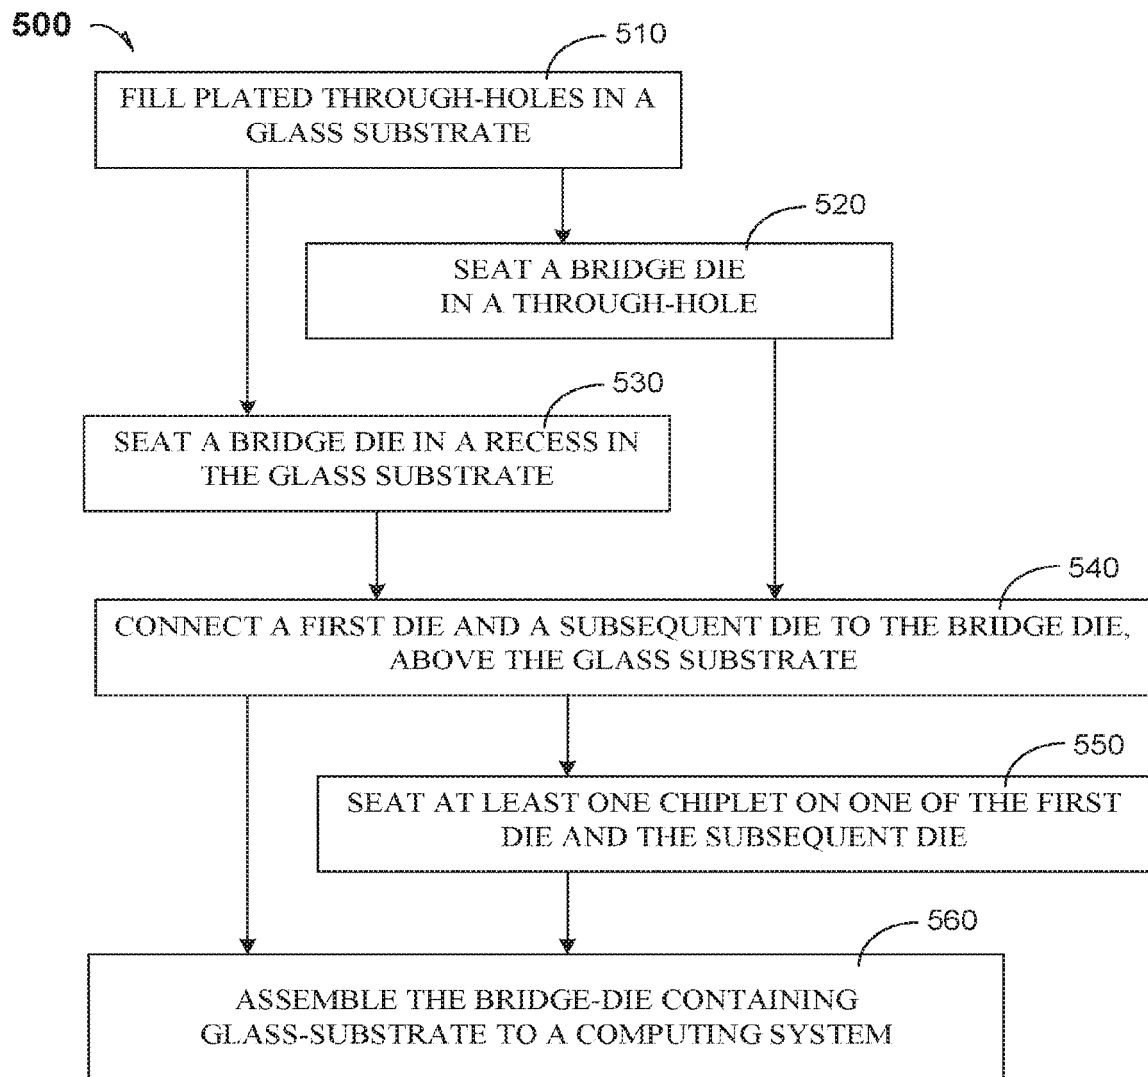 500
510
FILL PLATED THROUGH-HOLES IN A
GLASS SUBSTRATE
520
SEAT A BRIDGE DIE
IN A THROUGH-HOLE
530
SEAT A BRIDGE DIE IN A RECESS IN
THE GLASS SUBSTRATE
540
CONNECT A FIRST DIE AND A SUBSEQUENT DIE TO THE BRIDGE DIE,
ABOVE THE GLASS SUBSTRATE
550
SEAT AT LEAST ONE CHIPLET ON ONE OF THE FIRST
DIE AND THE SUBSEQUENT DIE
560
ASSEMBLE THE BRIDGE-DIE CONTAINING
GLASS-SUBSTRATE TO A COMPUTING SYSTEM